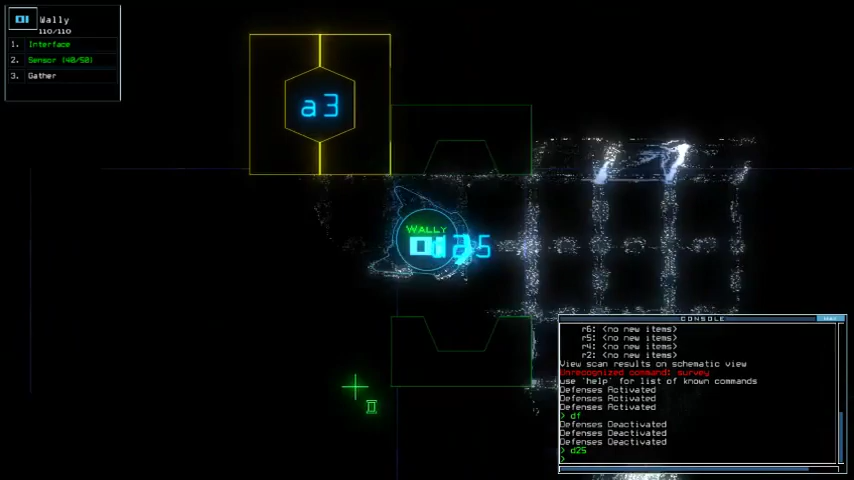 Wally
110/110
1. Interface
2. Sensor (40/50)
3. Gather
a3
WALLY
CONSOLE
r6: <no new items>
r5: <no new items>
r4: <no new items>
r2: <no new items>
View scan results on schematic view
Unrecognized command: survey
use 'help' for list of known commands
Defenses Activated
Defenses Activated
Defenses Activated
> df
Defenses Deactivated
Defenses Deactivated
Defenses Deactivated
> d25
>